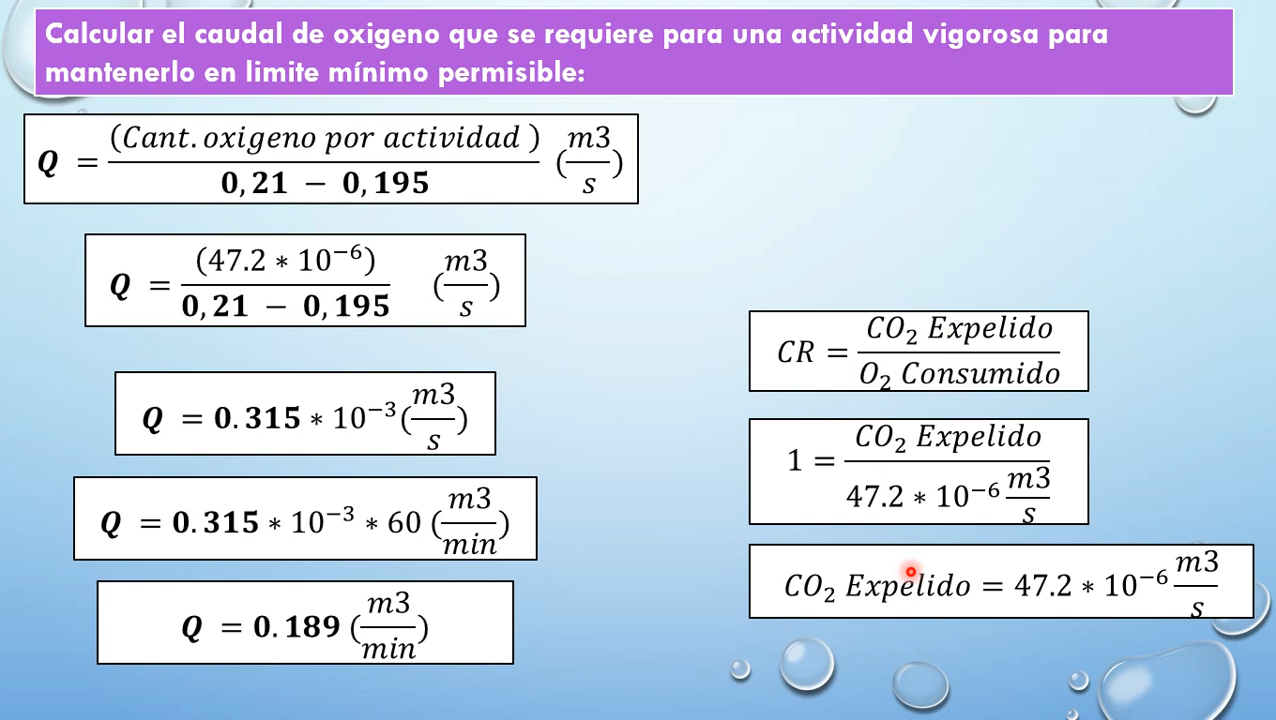 Calcular el caudal de oxigeno que se requiere para una actividad vigorosa para
mantenerlo en limite mínimo permisible:
Q = (Cant. oxigeno por actividad ) / 0,21 − 0,195 (m3/s)
Q = (47.2 ∗ 10⁻⁶) / 0,21 − 0,195 (m3/s)
Q = 0.315 ∗ 10⁻³ (m3/s)
Q = 0.315 ∗ 10⁻³ ∗ 60 (m3/min)
Q = 0.189 (m3/min)
CR = CO₂ Expelido / O₂ Consumido
1 = CO₂ Expelido / 47.2 ∗ 10⁻⁶ m3/s
CO₂ Expelido = 47.2 ∗ 10⁻⁶ m3/s